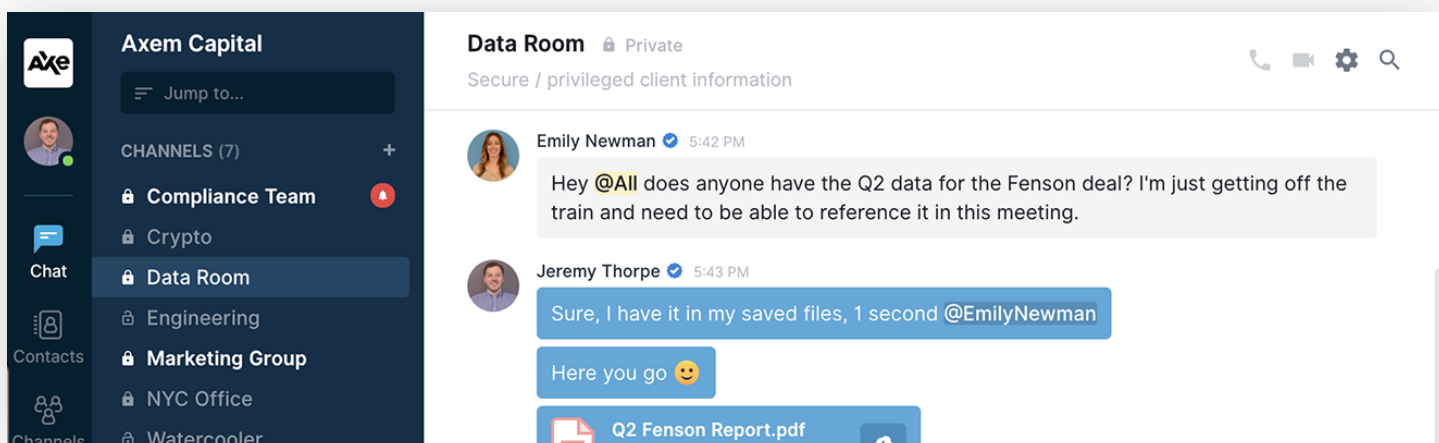 AXe
Chat
Contacts
Channels
Axem Capital
Jump to...
CHANNELS (7)
+
Compliance Team
Crypto
Data Room
Engineering
Marketing Group
NYC Office
Watercooler
Data Room Private
Secure / privileged client information
Emily Newman 5:42 PM
Hey @All does anyone have the Q2 data for the Fenson deal? I'm just getting off the
train and need to be able to reference it in this meeting.
Jeremy Thorpe 5:43 PM
Sure, I have it in my saved files, 1 second @EmilyNewman
Here you go 🙂
Q2 Fenson Report.pdf